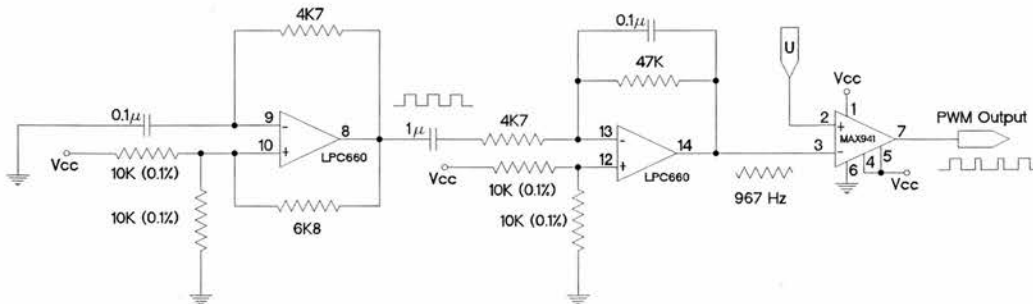 4K7
0.1µ
9
-
8
10
+
LPC660
Vcc
10K (0.1%)
10K (0.1%)
6K8
1µ
4K7
0.1µ
47K
13
-
14
12
+
LPC660
Vcc
10K (0.1%)
10K (0.1%)
967 Hz
U
Vcc
1
2
+
MAX941
7
3
-
4
5
6
Vcc
PWM Output